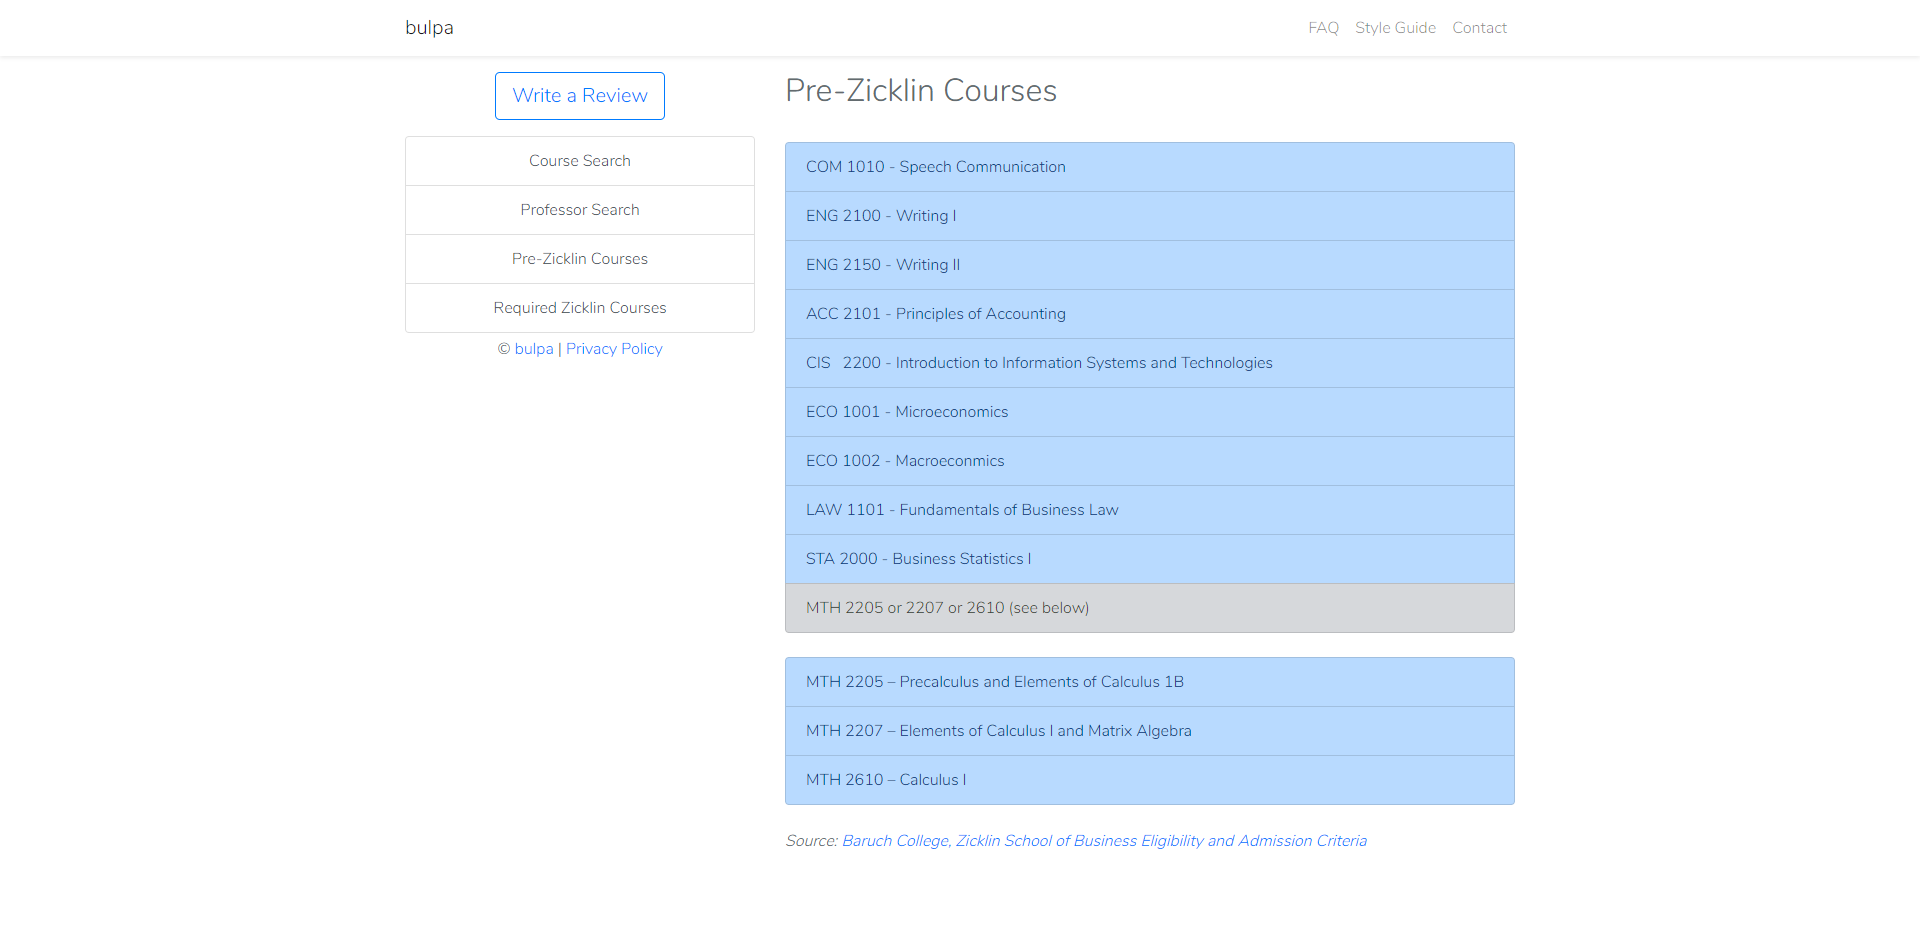 bulpa
FAQ Style Guide Contact
Write a Review
Course Search
Professor Search
Pre-Zicklin Courses
Required Zicklin Courses
© bulpa | Privacy Policy
Pre-Zicklin Courses
COM 1010 - Speech Communication
ENG 2100 - Writing I
ENG 2150 - Writing II
ACC 2101 - Principles of Accounting
CIS 2200 - Introduction to Information Systems and Technologies
ECO 1001 - Microeconomics
ECO 1002 - Macroeconmics
LAW 1101 - Fundamentals of Business Law
STA 2000 - Business Statistics I
MTH 2205 or 2207 or 2610 (see below)
MTH 2205 – Precalculus and Elements of Calculus 1B
MTH 2207 – Elements of Calculus I and Matrix Algebra
MTH 2610 – Calculus I
Source: Baruch College, Zicklin School of Business Eligibility and Admission Criteria